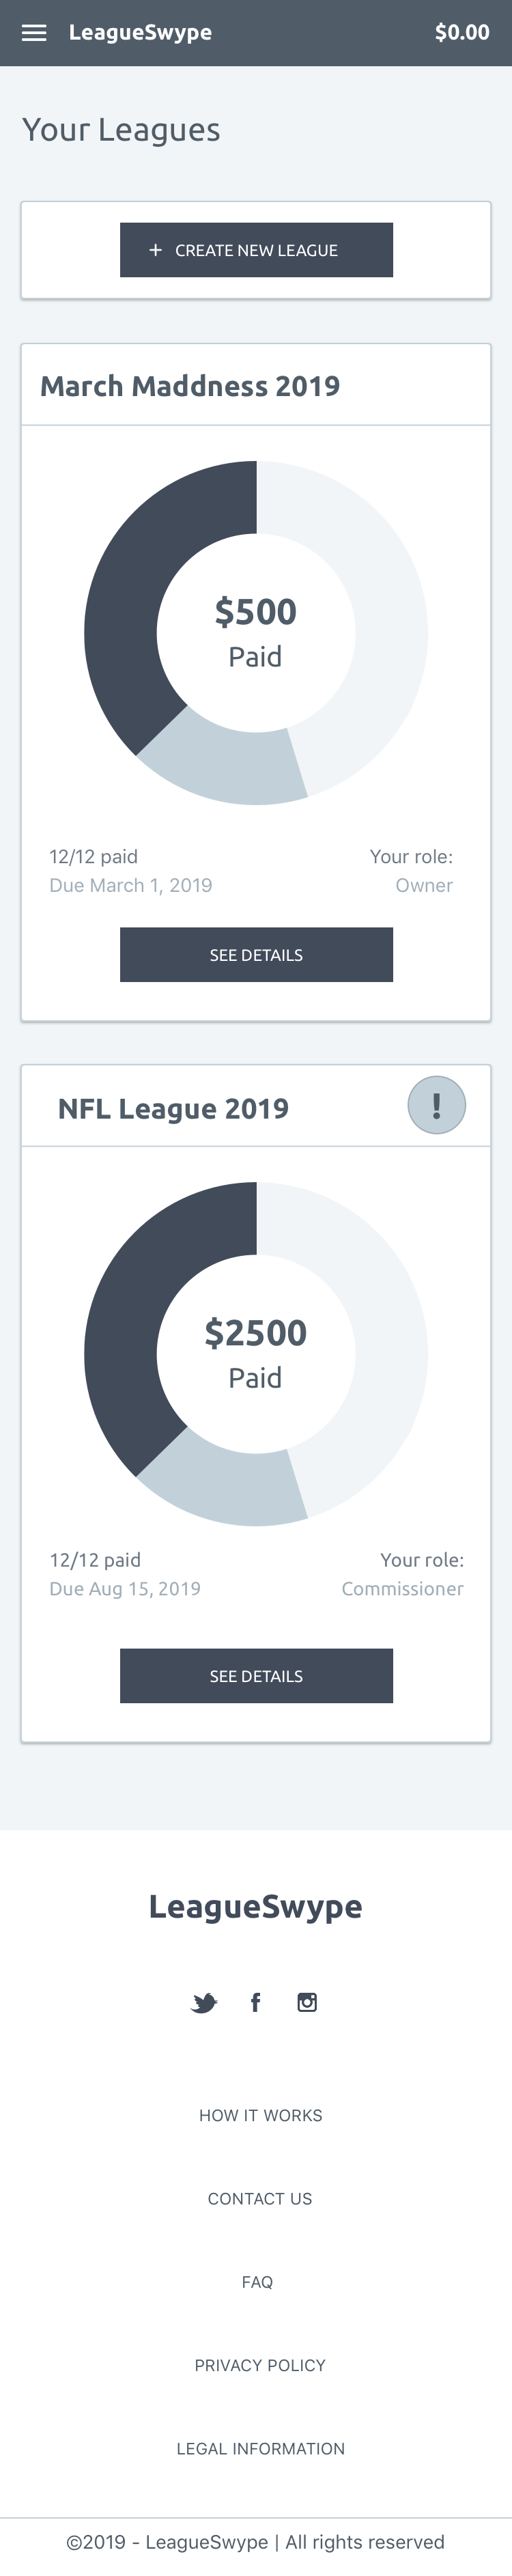 LeagueSwype
$0.00
Your Leagues
+ CREATE NEW LEAGUE
March Maddness 2019
$500
Paid
12/12 paid
Your role:
Due March 1, 2019
Owner
SEE DETAILS
NFL League 2019
!
$2500
Paid
12/12 paid
Your role:
Due Aug 15, 2019
Commissioner
SEE DETAILS
LeagueSwype
HOW IT WORKS
CONTACT US
FAQ
PRIVACY POLICY
LEGAL INFORMATION
©2019 - LeagueSwype | All rights reserved